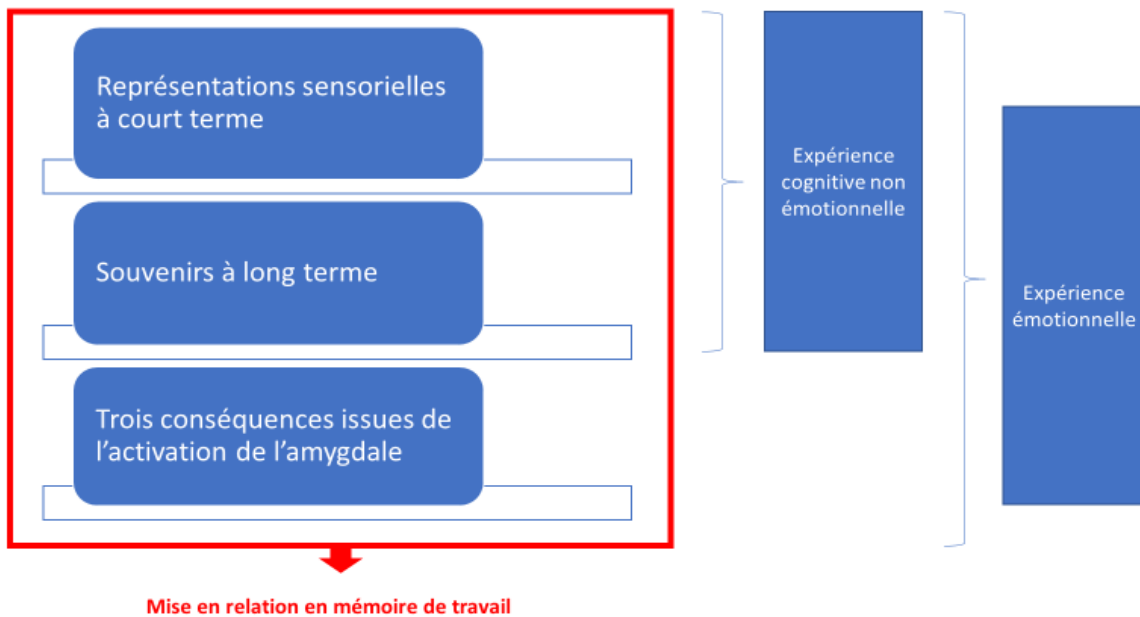 Représentations sensorielles
à court terme
Souvenirs à long terme
Trois conséquences issues de
l'activation de l'amygdale
Expérience
cognitive non
émotionnelle
Expérience
émotionnelle
Mise en relation en mémoire de travail